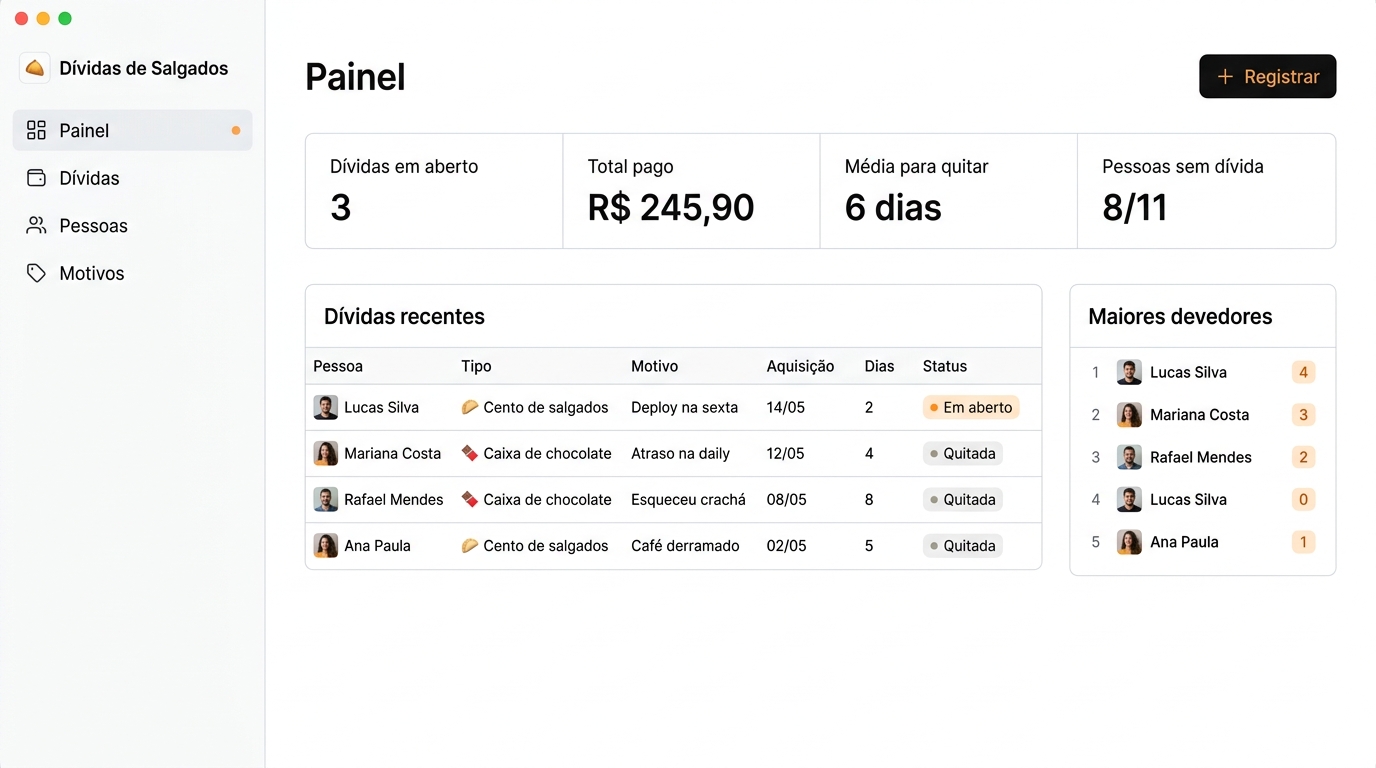 Dívidas de Salgados
Painel
Dívidas
Pessoas
Motivos
Painel
+ Registrar
Dívidas em aberto
3
Total pago
R$ 245,90
Média para quitar
6 dias
Pessoas sem dívida
8/11
Dívidas recentes
Pessoa Tipo Motivo Aquisição Dias Status
Lucas Silva Cento de salgados Deploy na sexta 14/05 2 Em aberto
Mariana Costa Caixa de chocolate Atraso na daily 12/05 4 Quitada
Rafael Mendes Caixa de chocolate Esqueceu crachá 08/05 8 Quitada
Ana Paula Cento de salgados Café derramado 02/05 5 Quitada
Maiores devedores
1 Lucas Silva 4
2 Mariana Costa 3
3 Rafael Mendes 2
4 Lucas Silva 0
5 Ana Paula 1